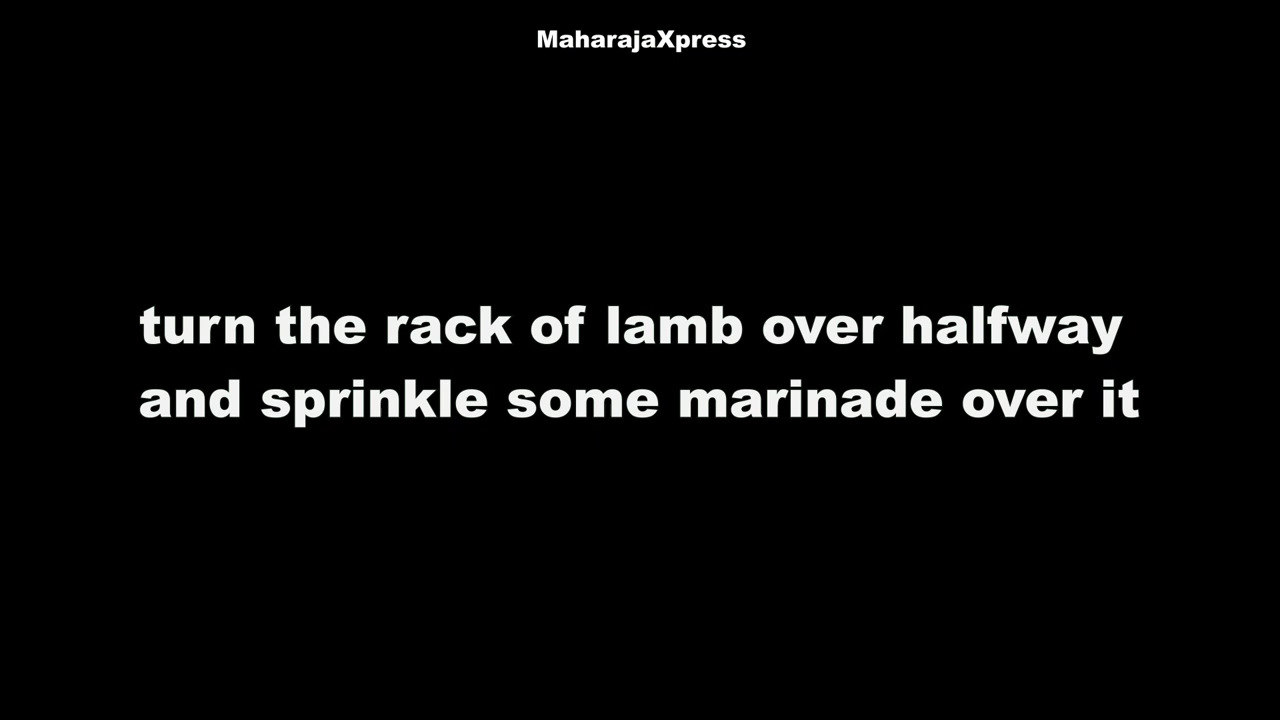 MaharajaXpress
turn the rack of lamb over halfway
and sprinkle some marinade over it